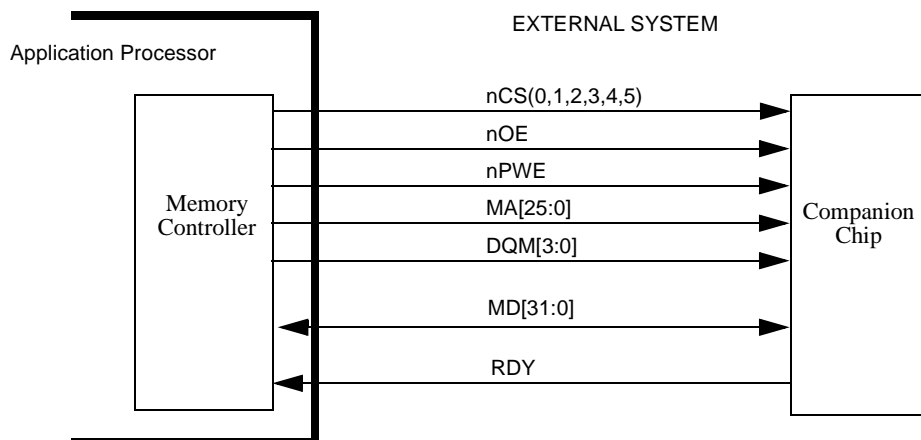 EXTERNAL SYSTEM
Application Processor
nCS(0,1,2,3,4,5)
nOE
nPWE
MA[25:0]
DQM[3:0]
MD[31:0]
RDY
Memory
Controller
Companion
Chip